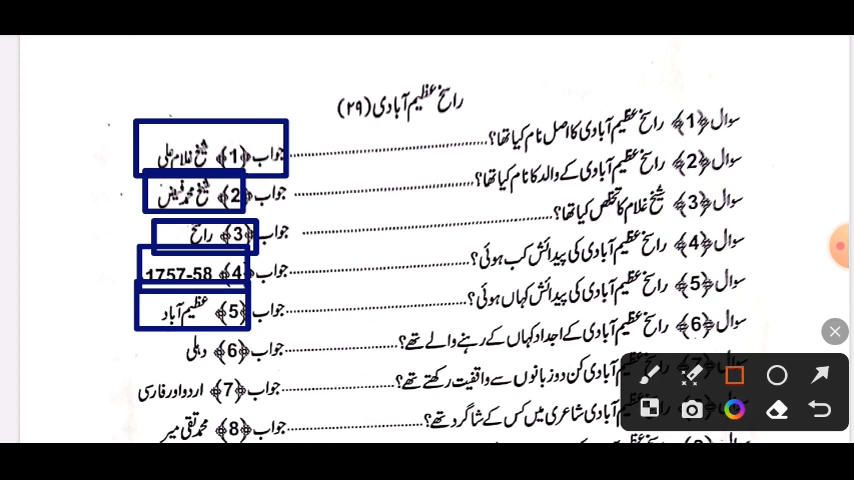 راسخ عظیم آبادی (۲۹)
سوال ﴿1﴾ راسخ عظیم آبادی کا اصل نام کیا تھا؟ جواب ﴿1﴾ شیخ غلام علی
سوال ﴿2﴾ راسخ عظیم آبادی کے والد کا نام کیا تھا؟ جواب ﴿2﴾ شیخ محمد فیض
سوال ﴿3﴾ شیخ غلام کا تخلص کیا تھا؟ جواب ﴿3﴾ راسخ
سوال ﴿4﴾ راسخ عظیم آبادی کی پیدائش کب ہوئی؟ جواب ﴿4﴾ 1757-58
سوال ﴿5﴾ راسخ عظیم آبادی کی پیدائش کہاں ہوئی؟ جواب ﴿5﴾ عظیم آباد
سوال ﴿6﴾ راسخ عظیم آبادی کے اجداد کہاں کے رہنے والے تھے؟ جواب ﴿6﴾ دہلی
آبادی کن دو زبانوں سے واقفیت رکھتے تھے؟ جواب ﴿7﴾ اردو اور فارسی
آبادی شاعری میں کس کے شاگرد تھے؟ جواب ﴿8﴾ محمد تقی میر